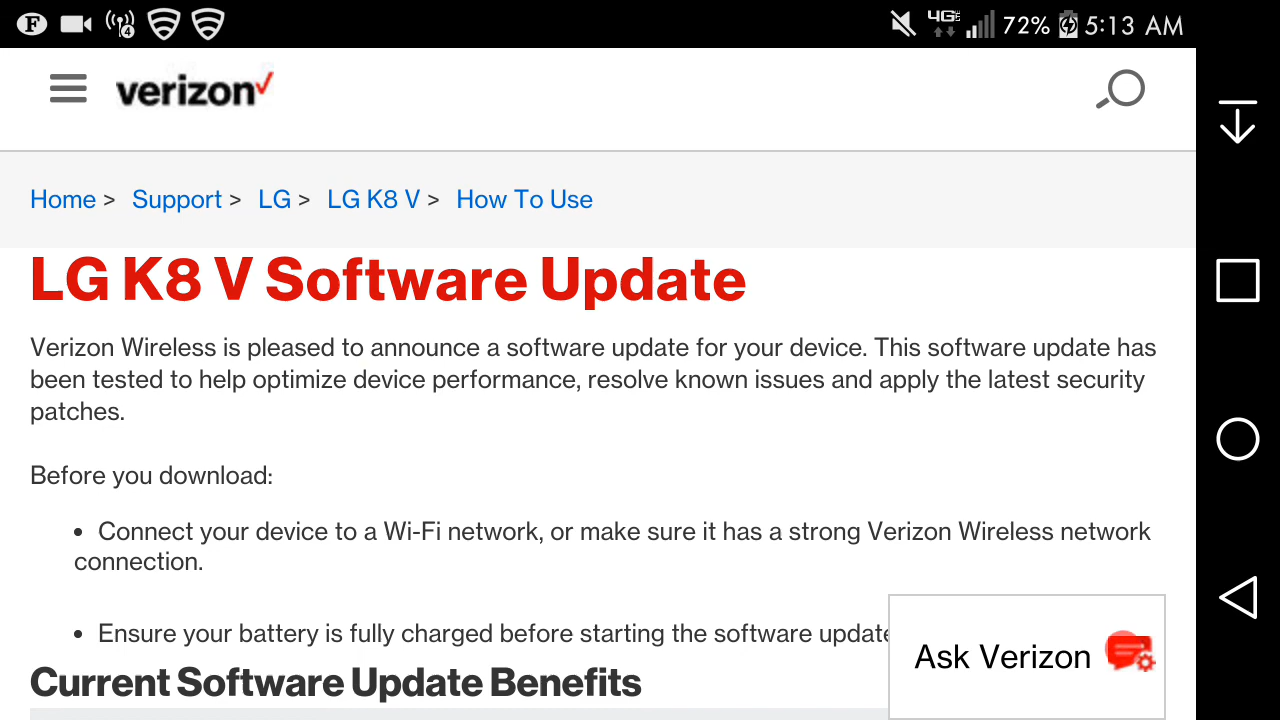 F 4 4G LTE 72% 5:13 AM
verizon
Home > Support > LG > LG K8 V > How To Use
LG K8 V Software Update
Verizon Wireless is pleased to announce a software update for your device. This software update has
been tested to help optimize device performance, resolve known issues and apply the latest security
patches.
Before you download:
• Connect your device to a Wi-Fi network, or make sure it has a strong Verizon Wireless network
connection.
• Ensure your battery is fully charged before starting the software update
Ask Verizon
Current Software Update Benefits